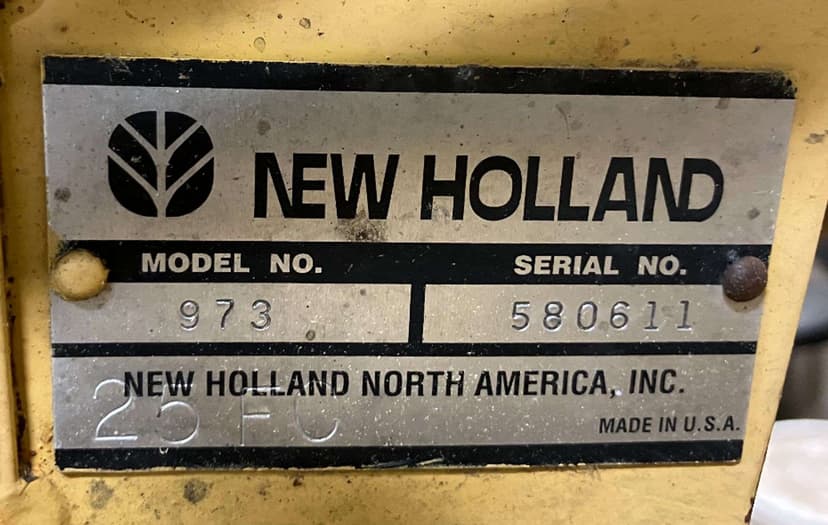 NEW HOLLAND
MODEL NO. SERIAL NO.
973 580611
NEW HOLLAND NORTH AMERICA, INC.
25 FC
MADE IN U.S.A.